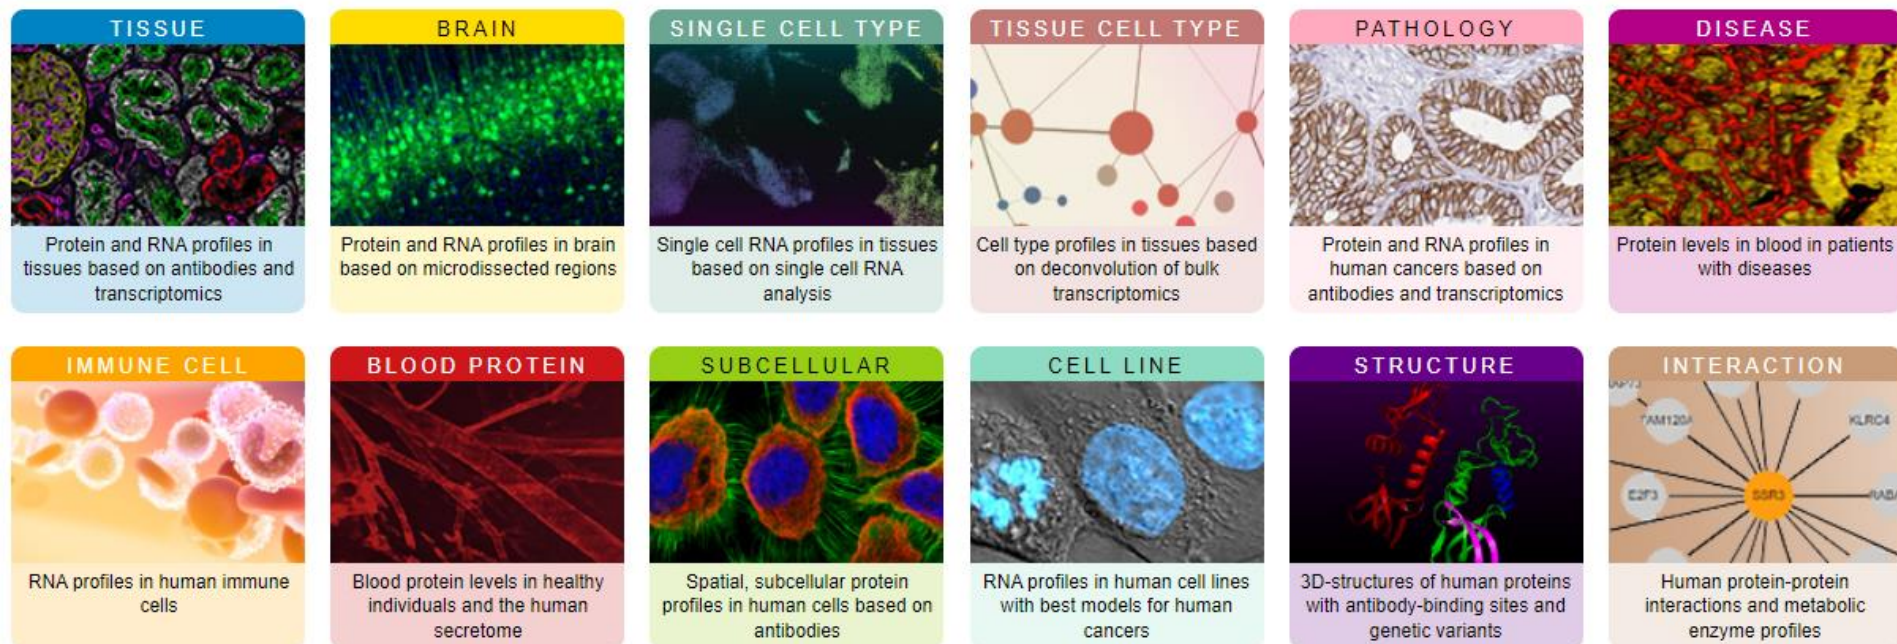 TISSUE
Protein and RNA profiles in
tissues based on antibodies and
transcriptomics
BRAIN
Protein and RNA profiles in brain
based on microdissected regions
SINGLE CELL TYPE
Single cell RNA profiles in tissues
based on single cell RNA
analysis
TISSUE CELL TYPE
Cell type profiles in tissues based
on deconvolution of bulk
transcriptomics
PATHOLOGY
Protein and RNA profiles in
human cancers based on
antibodies and transcriptomics
DISEASE
Protein levels in blood in patients
with diseases
IMMUNE CELL
RNA profiles in human immune
cells
BLOOD PROTEIN
Blood protein levels in healthy
individuals and the human
secretome
SUBCELLULAR
Spatial, subcellular protein
profiles in human cells based on
antibodies
CELL LINE
RNA profiles in human cell lines
with best models for human
cancers
STRUCTURE
3D-structures of human proteins
with antibody-binding sites and
genetic variants
INTERACTION
KLRC4
E2F3
SSR3
Human protein-protein
interactions and metabolic
enzyme profiles